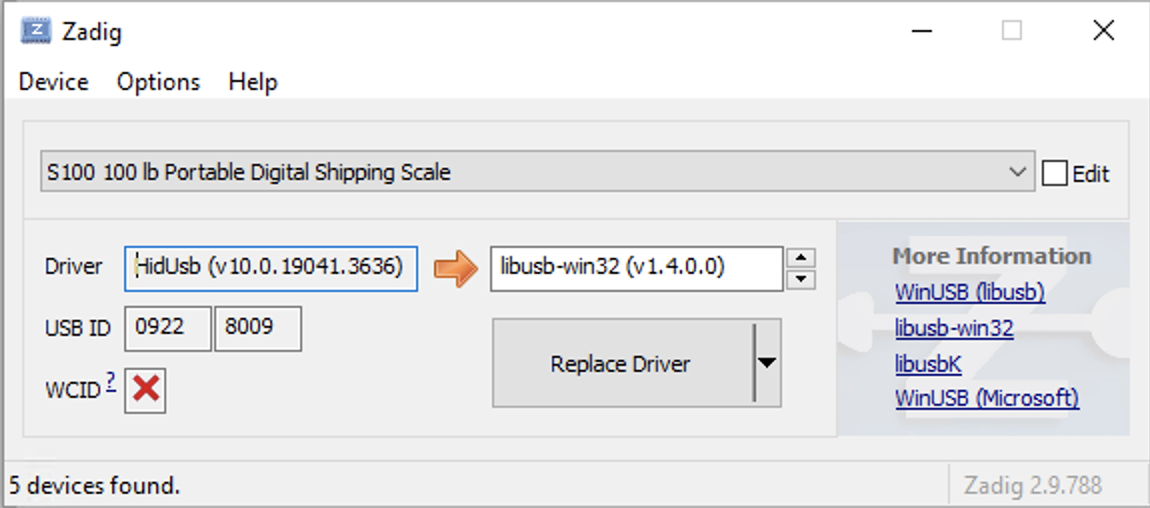 Zadig
Device Options Help
S100 100 lb Portable Digital Shipping Scale
Edit
Driver HidUsb (v10.0.19041.3636) libusb-win32 (v1.4.0.0)
USB ID 0922 8009
WCID ?
Replace Driver
More Information
WinUSB (libusb)
libusb-win32
libusbK
WinUSB (Microsoft)
5 devices found.
Zadig 2.9.788